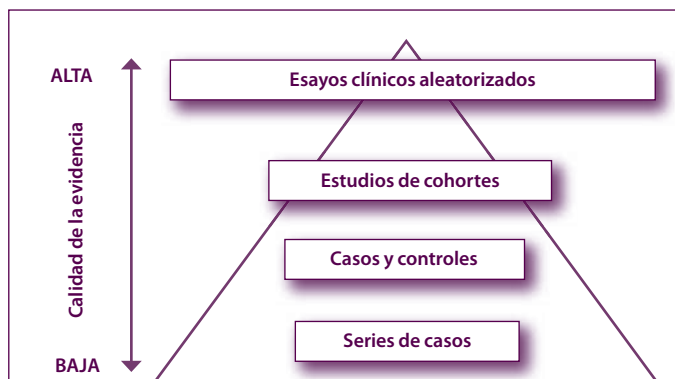 ALTA
Esayos clínicos aleatorizados
Calidad de la evidencia
Estudios de cohortes
Casos y controles
Series de casos
BAJA